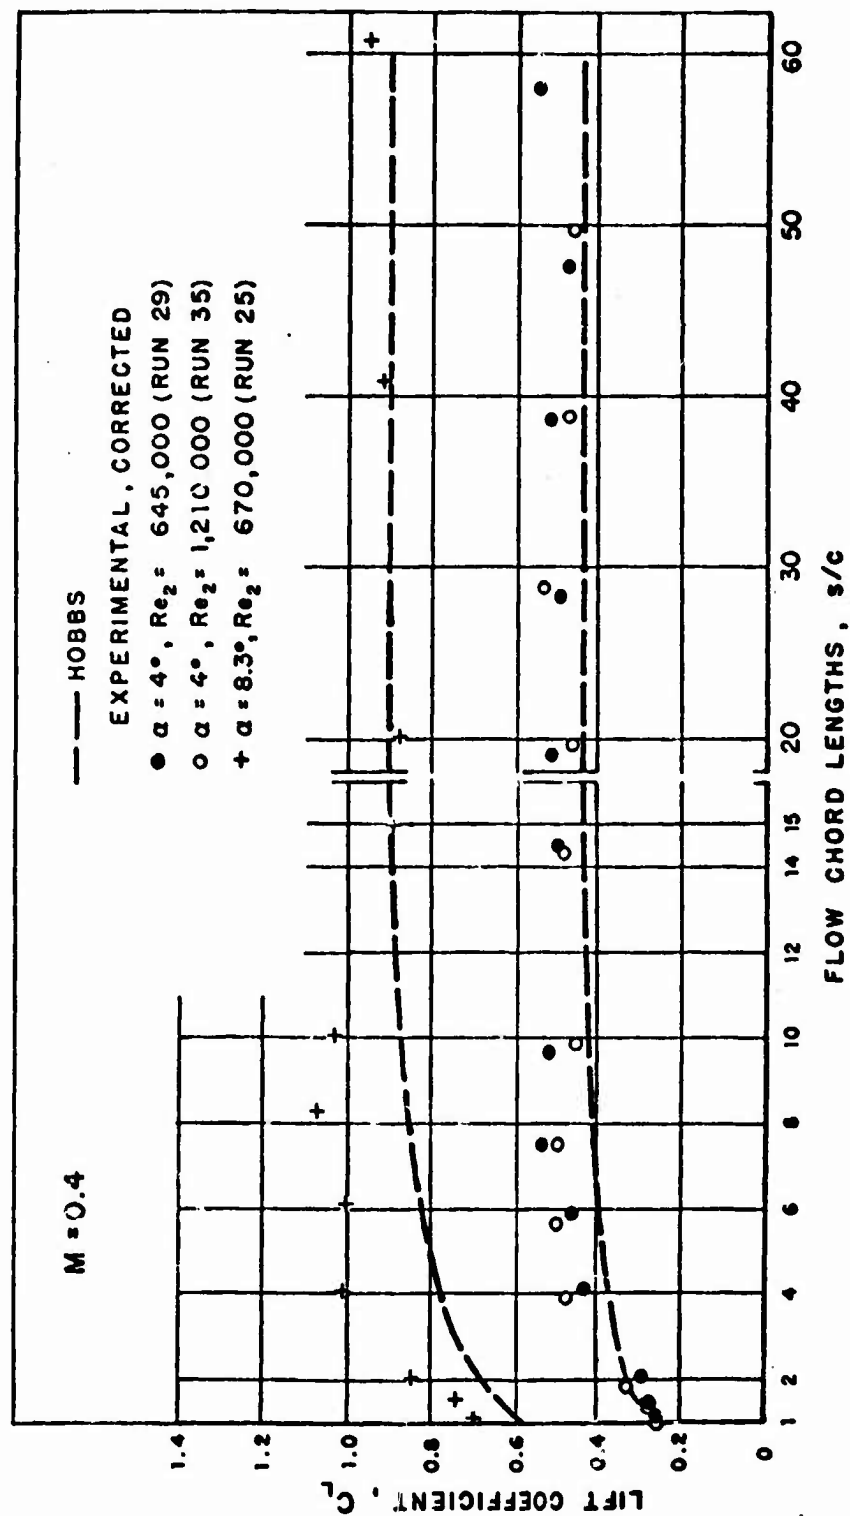 M = 0.4
HOBBS
EXPERIMENTAL, CORRECTED
● α = 4°, Re₂ = 645,000 (RUN 29)
○ α = 4°, Re₂ = 1,210 000 (RUN 35)
+ α = 8.3°, Re₂ = 670,000 (RUN 25)
LIFT COEFFICIENT, C_L
1.4
1.2
1.0
0.8
0.6
0.4
0.2
0
1 2 4 6 8 10 12 14 15 20 30 40 50 60
FLOW CHORD LENGTHS, s/c